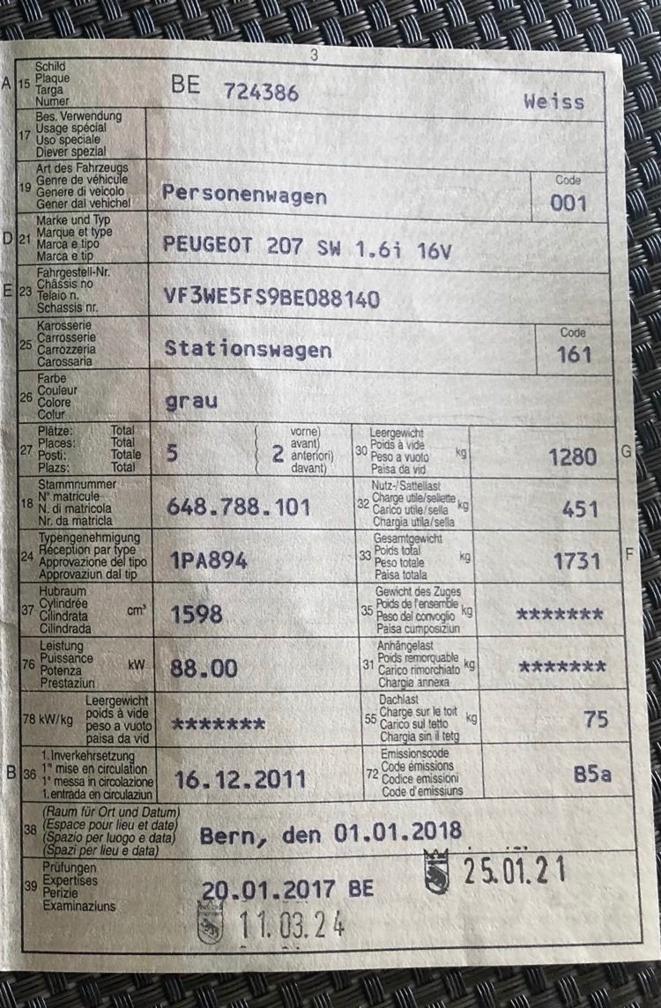 3
A 15 Schild
Plaque
Targa
Numer
BE 724386 Weiss
17 Bes. Verwendung
Usage spécial
Uso speciale
Diever spezial
19 Art des Fahrzeugs
Genre de véhicule
Genere di veicolo
Gener dal vehichel
Personenwagen
Code
001
D 21 Marke und Typ
Marque et type
Marca e tipo
Marca e tip
PEUGEOT 207 SW 1.6i 16V
E 23 Fahrgestell-Nr.
Châssis no
Telaio n.
Schassis nr.
VF3WE5FS9BE088140
25 Karosserie
Carrosserie
Carrozzeria
Carossaria
Stationswagen
Code
161
26 Farbe
Couleur
Colore
Colur
grau
27 Plätze: Total
Places: Total
Posti: Totale
Plazs: Total
5
2
vorne)
avant)
anteriori)
davant)
30 Leergewicht
Poids à vide
Peso a vuoto
Paisa da vid
kg
1280
G
18 Stammnummer
N° matricule
N. di matricola
Nr. da matricla
648.788.101
32 Nutz-/Sattellast
Charge utile/sellette
Carico utile/sella
Chargia utila/sella
kg
451
24 Typengenehmigung
Réception par type
Approvazione del tipo
Approvaziun dal tip
1PA894
33 Gesamtgewicht
Poids total
Peso totale
Paisa totala
kg
1731
F
37 Hubraum
Cylindrée
Cilindrata
Cilindrada
cm³
1598
35 Gewicht des Zuges
Poids de l'ensemble
Peso del convoglio
Paisa cumposiziun
kg
*******
76 Leistung
Puissance
Potenza
Prestaziun
kW
88.00
31 Anhängelast
Poids remorquable
Carico rimorchiato
Chargia annexa
kg
*******
78 kW/kg
Leergewicht
poids à vide
peso a vuoto
paisa da vid
*******
55 Dachlast
Charge sur le toit
Carico sul tetto
Chargia sin il tetg
kg
75
B 36 1. Inverkehrsetzung
1re mise en circulation
1a messa in circolazione
1. entrada en circulaziun
16.12.2011
72 Emissionscode
Code émissions
Codice emissioni
Code d'emissiuns
B5a
38 (Raum für Ort und Datum)
(Espace pour lieu et date)
(Spazio per luogo e data)
(Spazi per lieu e data)
Bern, den 01.01.2018
39 Prüfungen
Expertises
Perizie
Examinaziuns
20.01.2017 BE
25.01.21
11.03.24